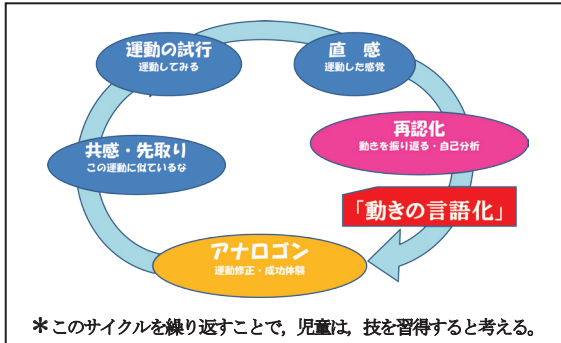 運動の試行
運動してみる
直 感
運動した感覚
再認化
動きを振り返る・自己分析
「動きの言語化」
アナロゴン
運動修正・成功体験
共感・先取り
この運動に似ているな
＊このサイクルを繰り返すことで，児童は，技を習得すると考える。